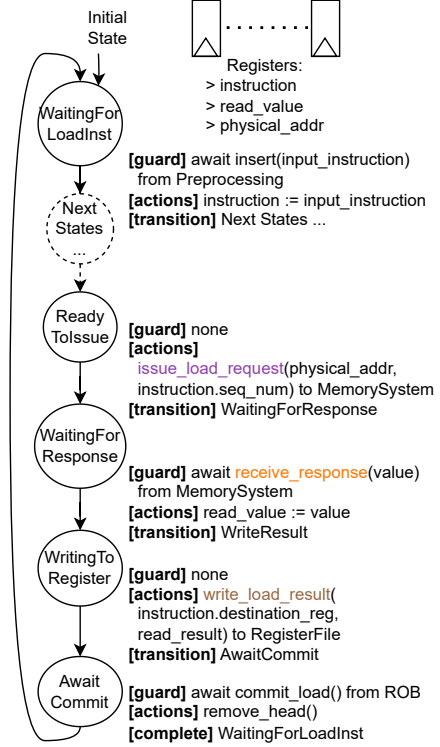 Initial
State
Registers:
> instruction
> read_value
> physical_addr
WaitingFor
LoadInst
[guard] await insert(input_instruction)
from Preprocessing
[actions] instruction := input_instruction
[transition] Next States ...
Next
States
...
Ready
ToIssue
[guard] none
[actions]
issue_load_request(physical_addr,
instruction.seq_num) to MemorySystem
[transition] WaitingForResponse
WaitingFor
Response
[guard] await receive_response(value)
from MemorySystem
[actions] read_value := value
[transition] WriteResult
WritingTo
Register
[guard] none
[actions] write_load_result(
instruction.destination_reg,
read_result) to RegisterFile
[transition] AwaitCommit
Await
Commit
[guard] await commit_load() from ROB
[actions] remove_head()
[complete] WaitingForLoadInst